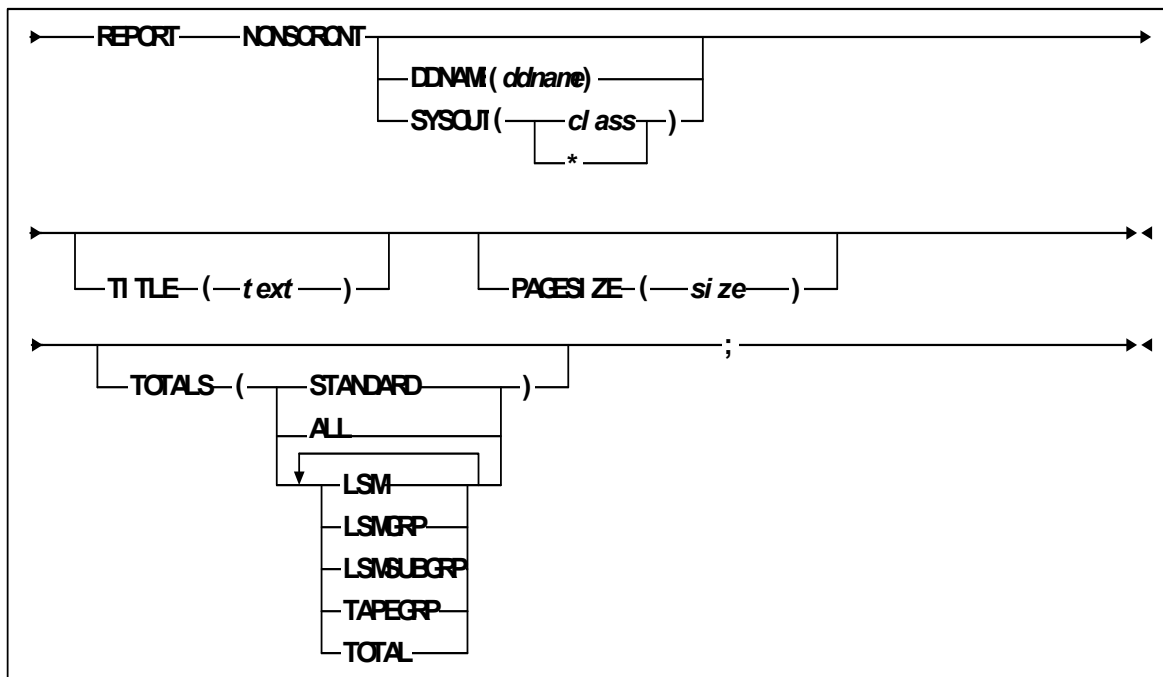 REPORT NONSCRCNT
DDNAME(ddname)
SYSOUT( class )
*
TITLE (text)
PAGESIZE (size)
;
TOTALS ( STANDARD )
ALL
LSM
LSMGRP
LSMSUBGRP
TAPEGRP
TOTAL